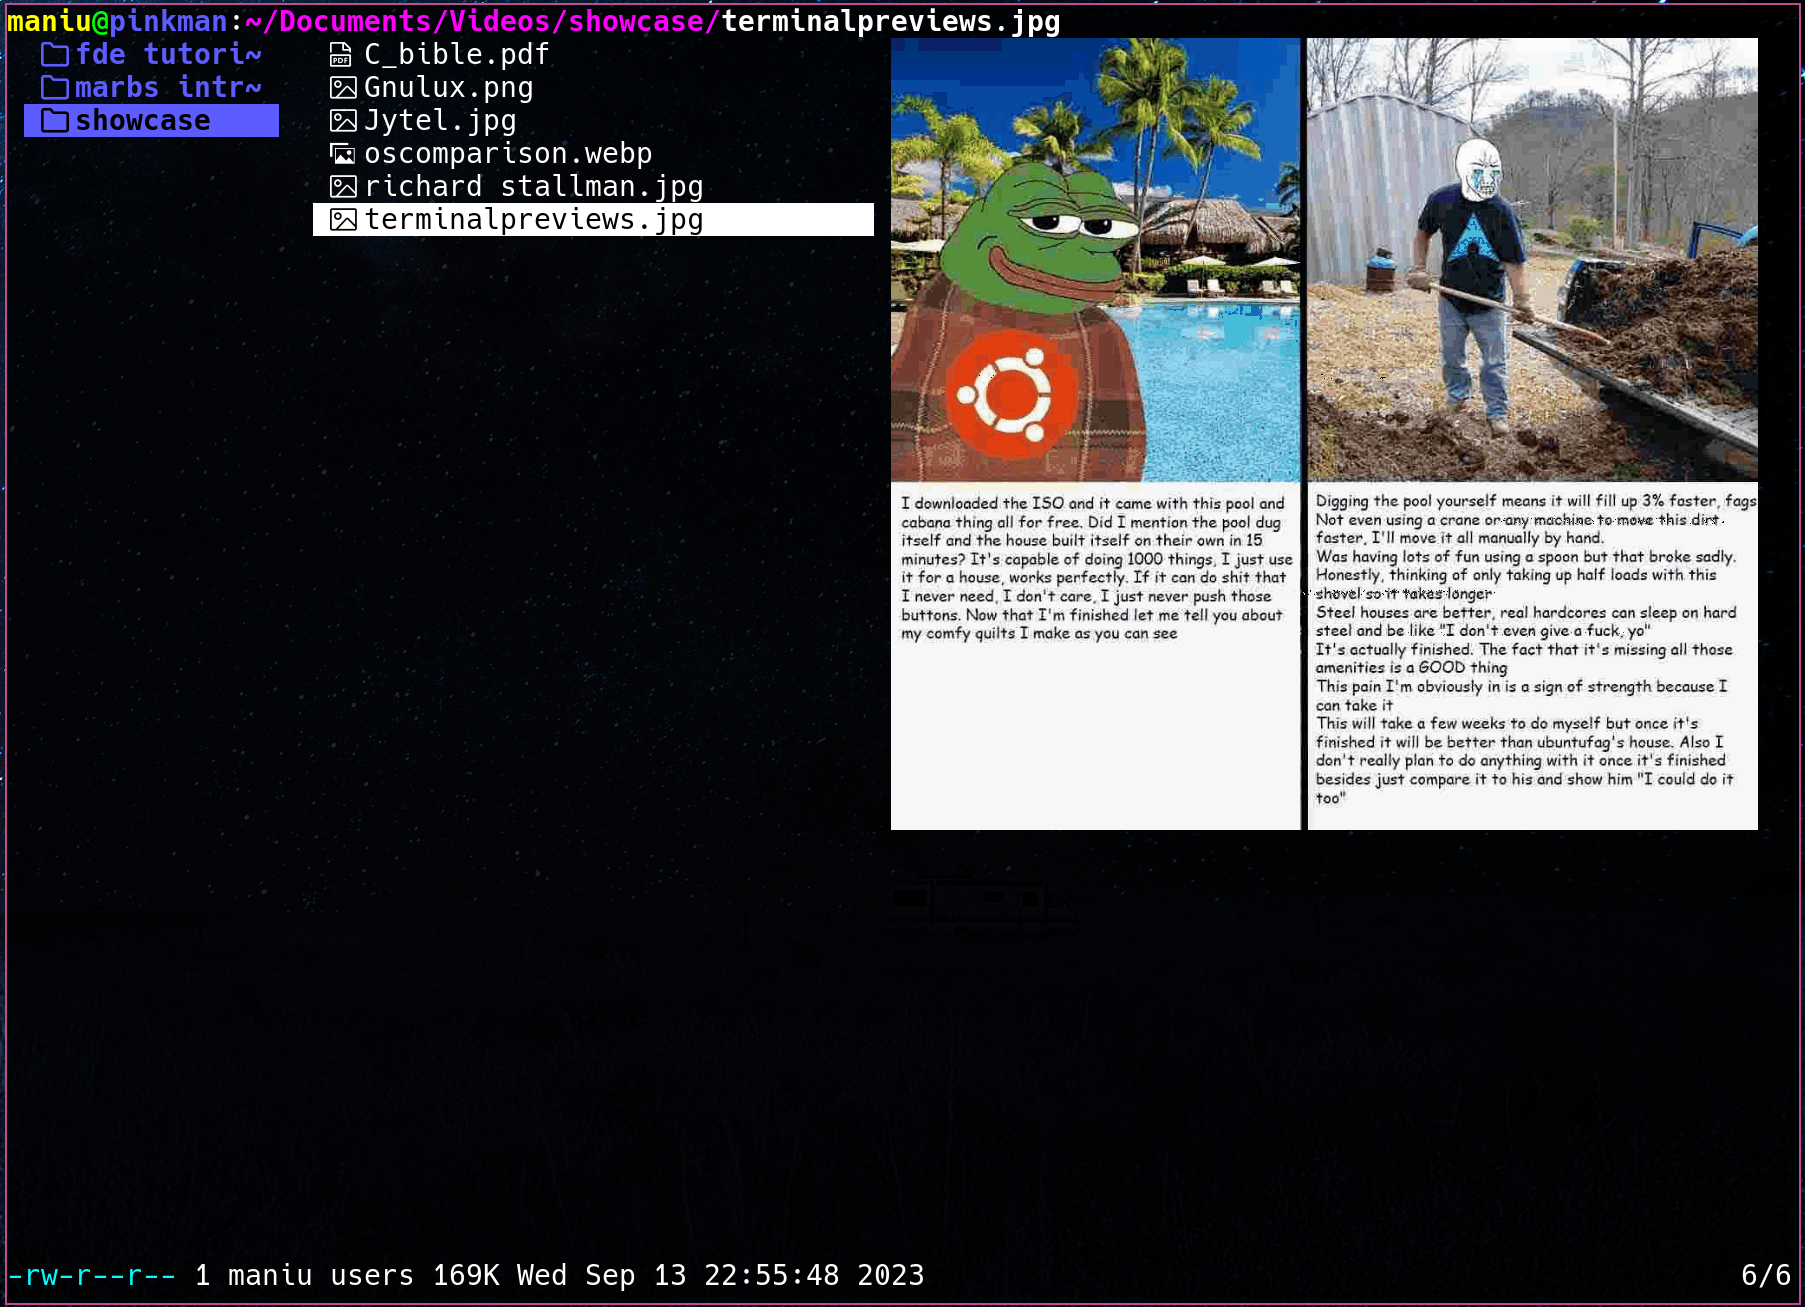 maniu@pinkman:~/Documents/Videos/showcase/terminalpreviews.jpg
fde tutori~
marbs intr~
showcase
C_bible.pdf
Gnulux.png
Jytel.jpg
oscomparison.webp
richard stallman.jpg
terminalpreviews.jpg
I downloaded the ISO and it came with this pool and
cabana thing all for free. Did I mention the pool dug
itself and the house built itself on their own in 15
minutes? It's capable of doing 1000 things, I just use
it for a house, works perfectly. If it can do shit that
I never need, I don't care, I just never push those
buttons. Now that I'm finished let me tell you about
my comfy quilts I make as you can see
Digging the pool yourself means it will fill up 3% faster, fags
Not even using a crane or any machine to move this dirt
faster, I'll move it all manually by hand.
Was having lots of fun using a spoon but that broke sadly.
Honestly, thinking of only taking up half loads with this
shovel so it takes longer
Steel houses are better, real hardcores can sleep on hard
steel and be like "I don't even give a fuck, yo"
It's actually finished. The fact that it's missing all those
amenities is a GOOD thing
This pain I'm obviously in is a sign of strength because I
can take it
This will take a few weeks to do myself but once it's
finished it will be better than ubuntufag's house. Also I
don't really plan to do anything with it once it's finished
besides just compare it to his and show him "I could do it
too"
-rw-r--r-- 1 maniu users 169K Wed Sep 13 22:55:48 2023
6/6